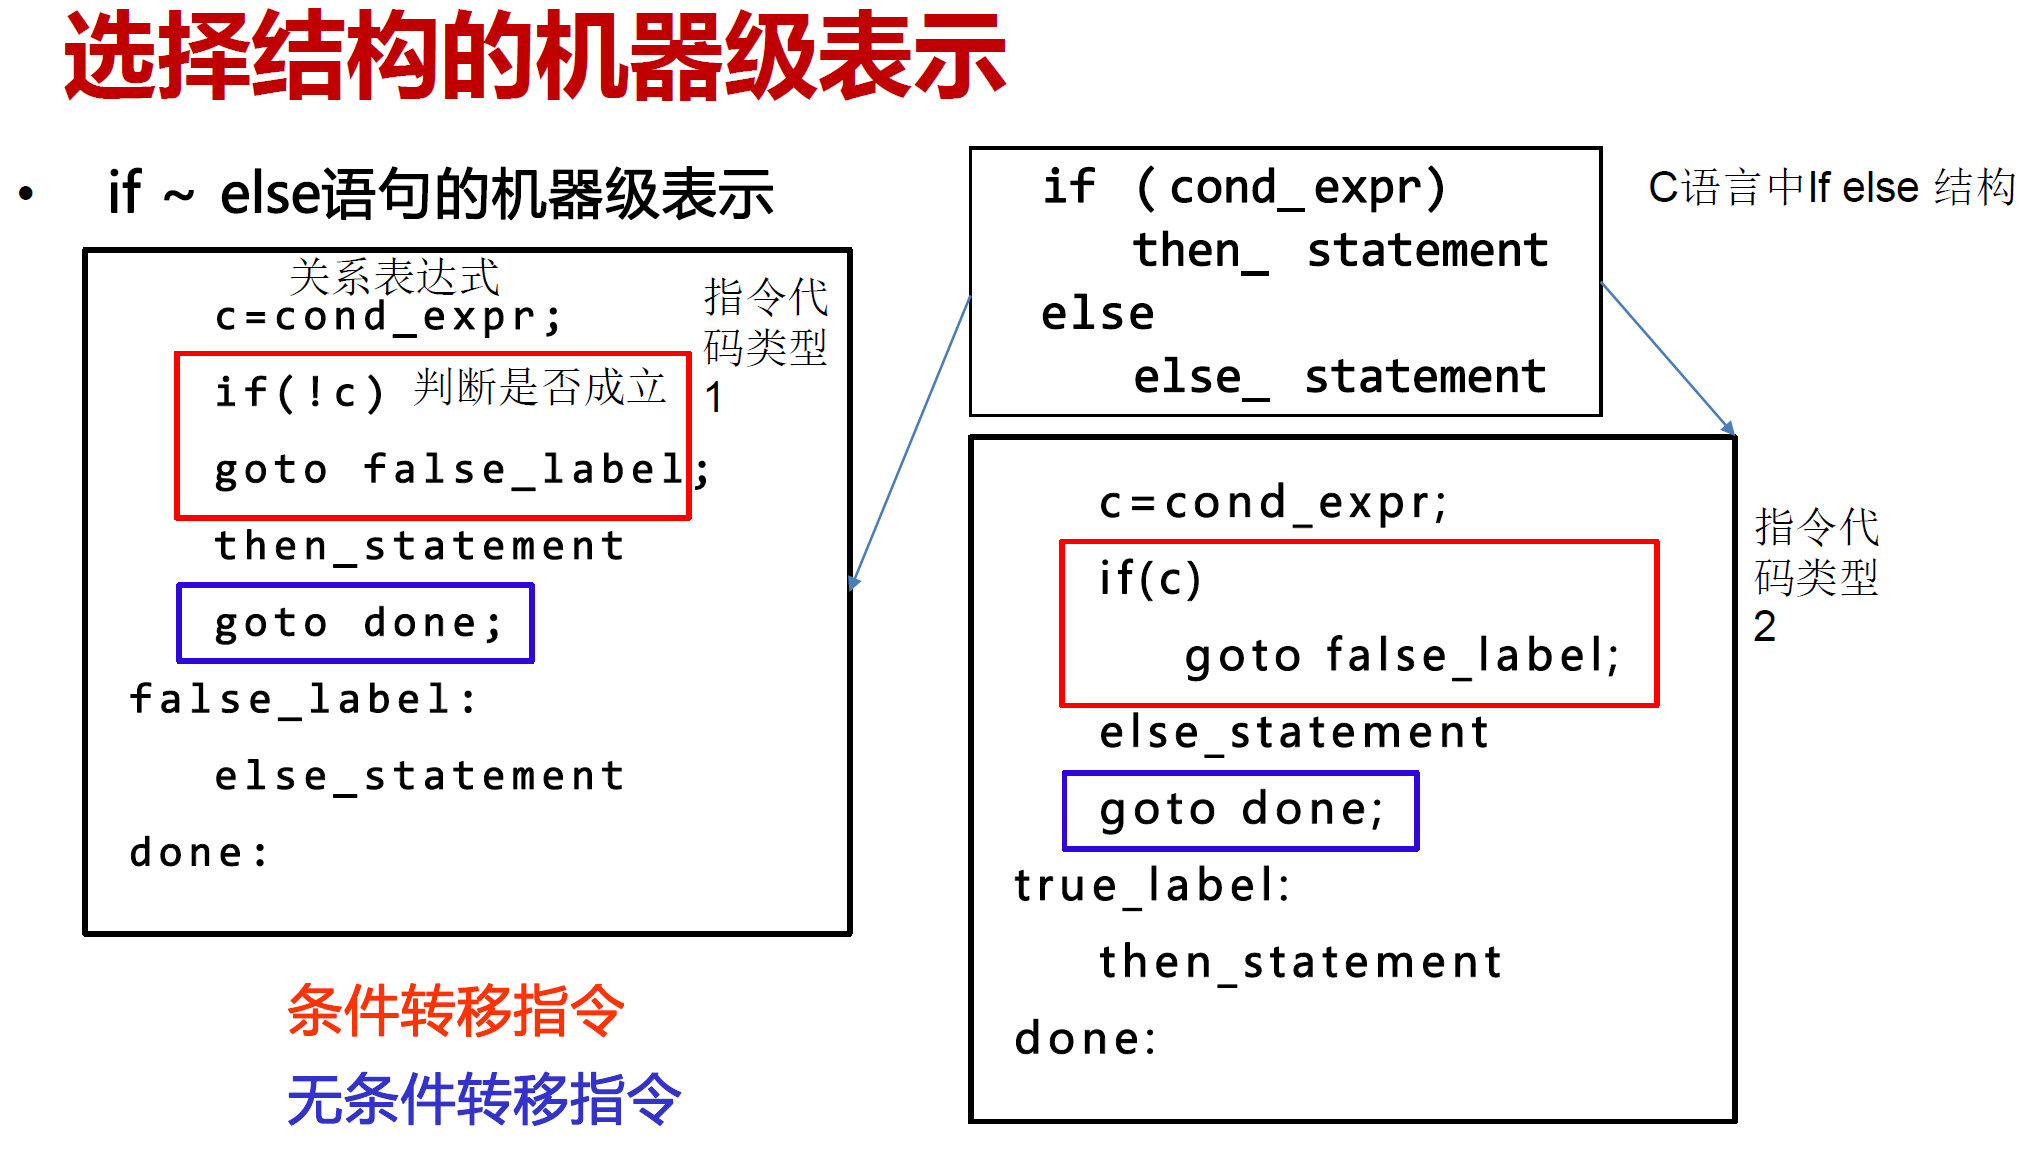 选择结构的机器级表示
• if ~ else语句的机器级表示
if (cond_expr)
then_ statement
else
else_ statement
C语言中If else 结构
关系表达式
c=cond_expr;
if(!c) 判断是否成立
goto false_label;
then_statement
goto done;
false_label:
else_statement
done:
指令代
码类型
1
c=cond_expr;
if(c)
goto false_label;
else_statement
goto done;
true_label:
then_statement
done:
指令代
码类型
2
条件转移指令
无条件转移指令